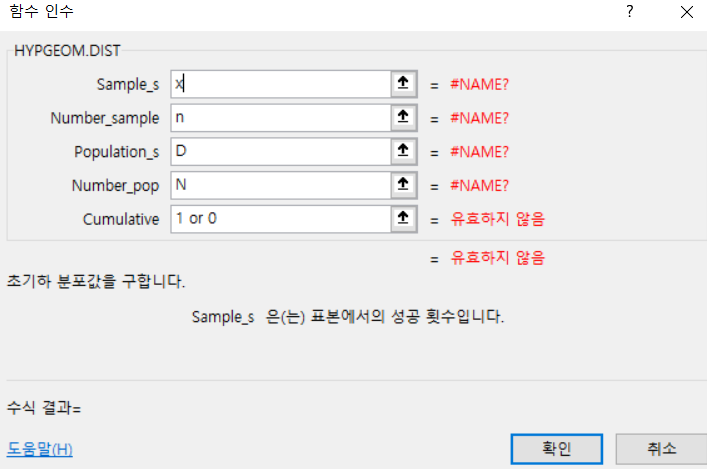 함수 인수 ? ×
HYPGEOM.DIST
Sample_s x = #NAME?
Number_sample n = #NAME?
Population_s D = #NAME?
Number_pop N = #NAME?
Cumulative 1 or 0 = 유효하지 않음
= 유효하지 않음
초기하 분포값을 구합니다.
Sample_s 은(는) 표본에서의 성공 횟수입니다.
수식 결과=
도움말(H) 확인 취소